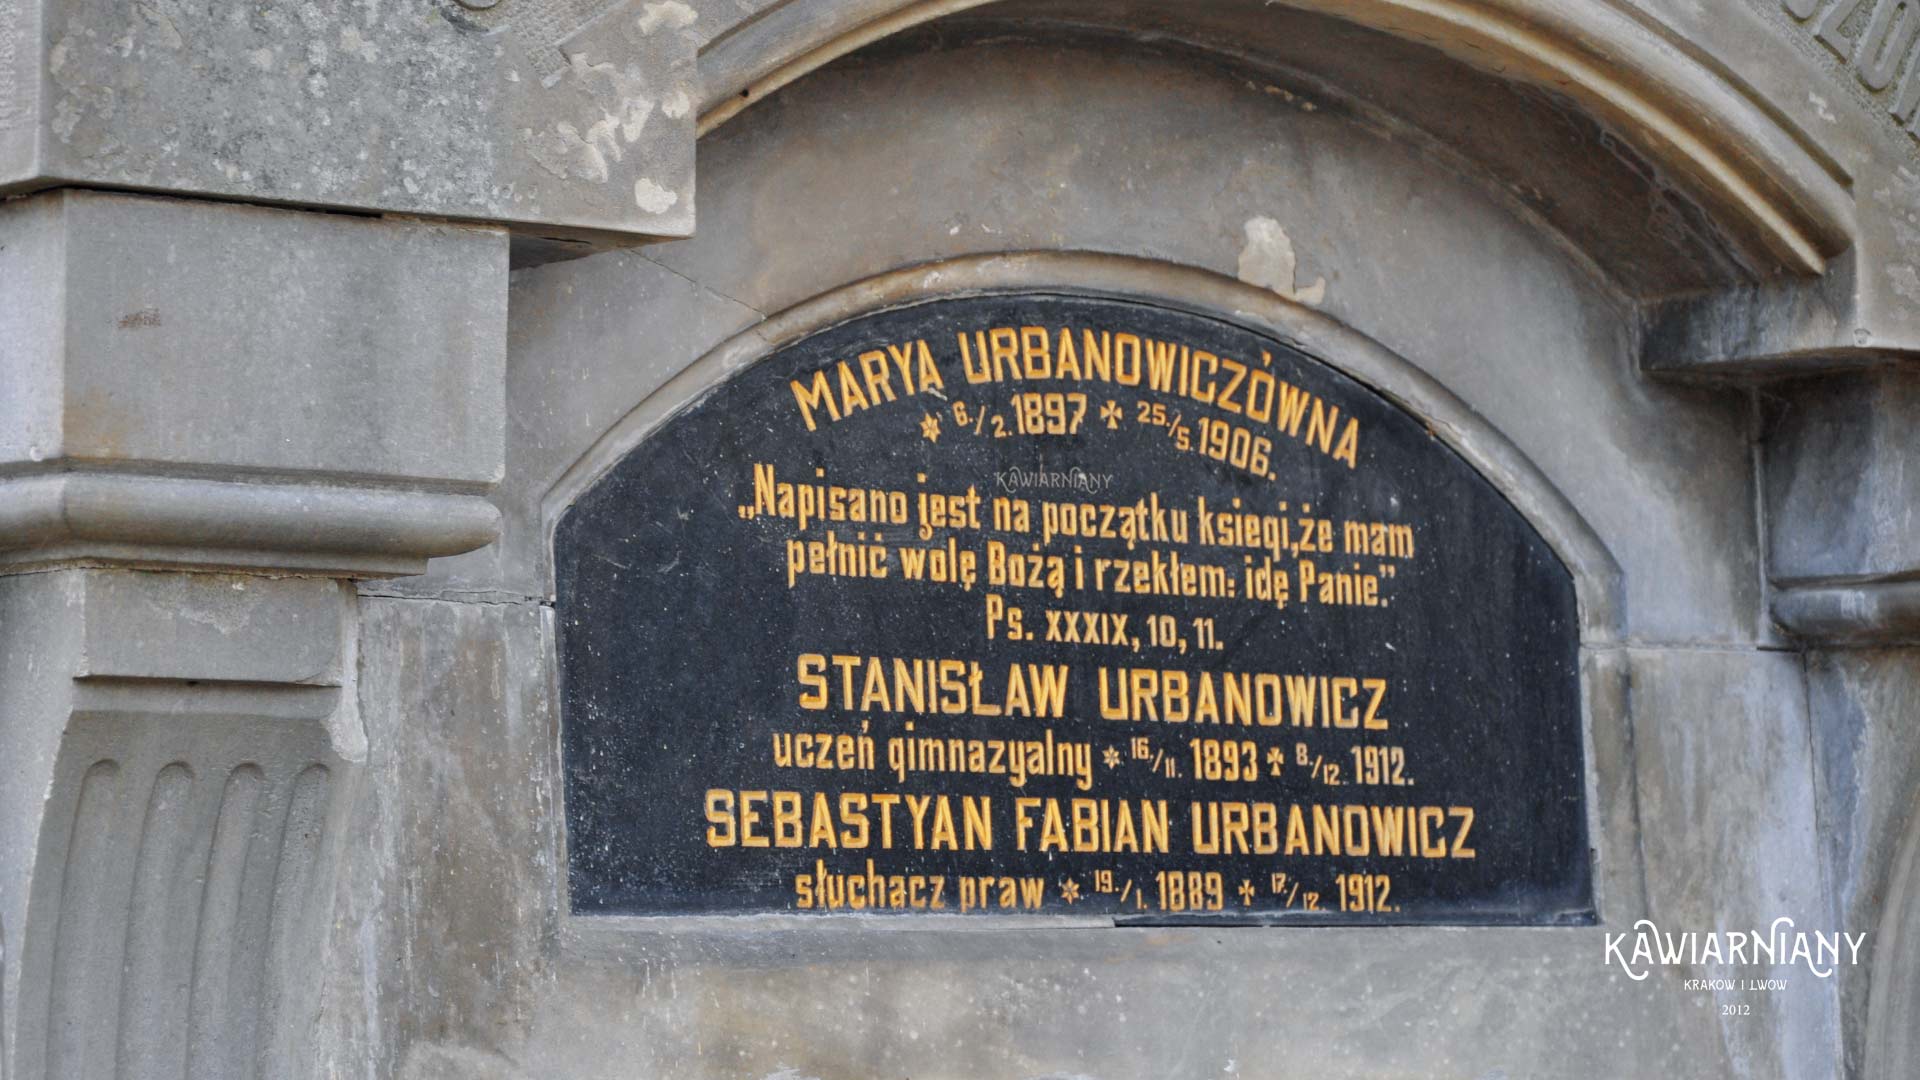 MARYA URBANOWICZÓWNA
* 6./2. 1897 ✠ 25./5. 1906.
KAWIARNIANY
„Napisano jest na początku ksiegi, że mam
pełnić wolę Bożą i rzekłem: idę Panie.”
Ps. XXXIX, 10, 11.
STANISŁAW URBANOWICZ
uczeń gimnazyalny * 16./11. 1893 ✠ 8./12. 1912.
SEBASTYAN FABIAN URBANOWICZ
słuchacz praw * 19./1. 1889 ✠ 17./12. 1912.
KAWIARNIANY
KRAKÓW I LWÓW
2012